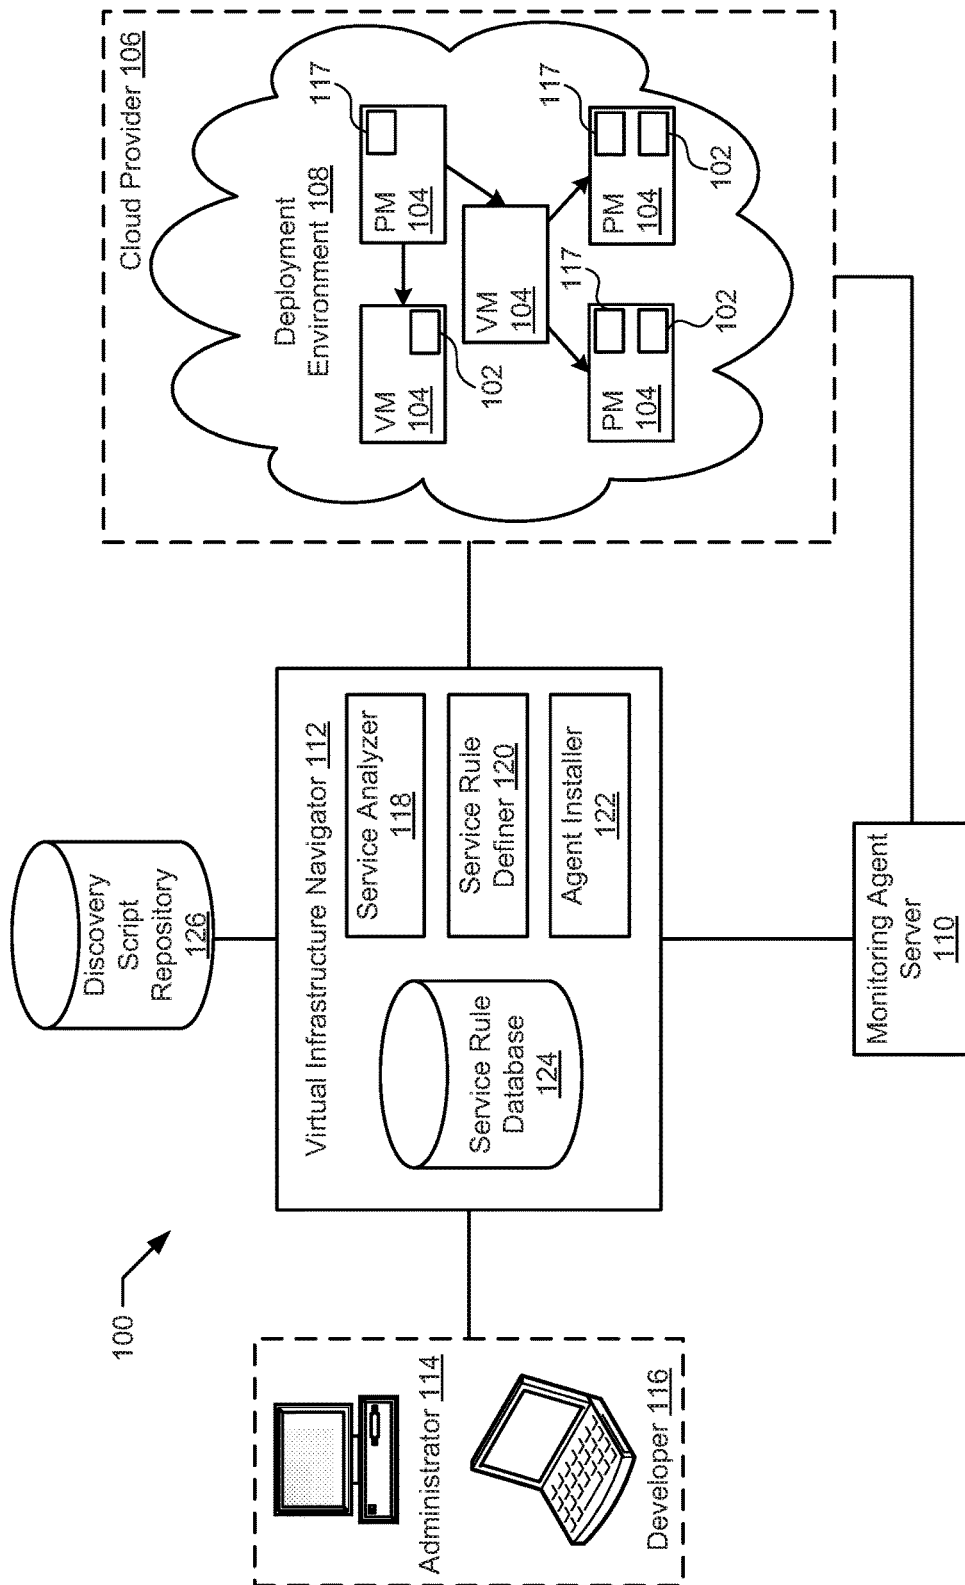 100
Administrator 114
Developer 116
Discovery
Script
Repository
126
Virtual Infrastructure Navigator 112
Service Rule
Database
124
Service Analyzer
118
Service Rule
Definer 120
Agent Installer
122
Monitoring Agent
Server
110
Cloud Provider 106
Deployment
Environment 108
VM
104
102
PM
104
117
VM
104
PM
104
117
102
PM
104
117
102